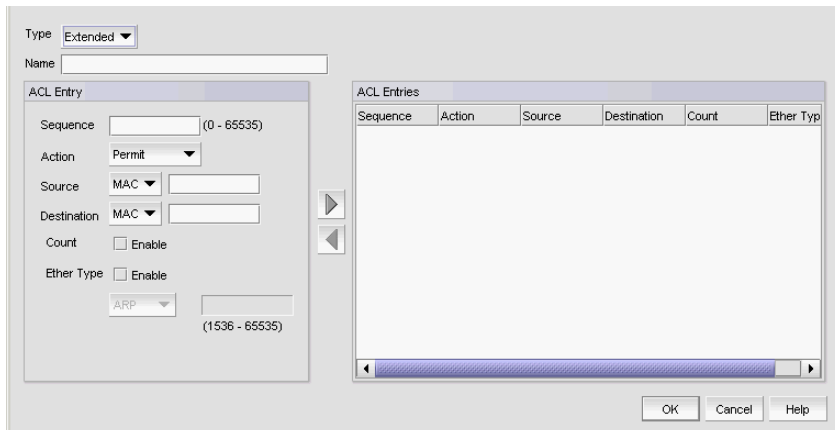 Type Extended
Name
ACL Entry
Sequence (0 - 65535)
Action Permit
Source MAC
Destination MAC
Count Enable
Ether Type Enable
ARP
(1536 - 65535)
ACL Entries
Sequence Action Source Destination Count Ether Typ
OK Cancel Help